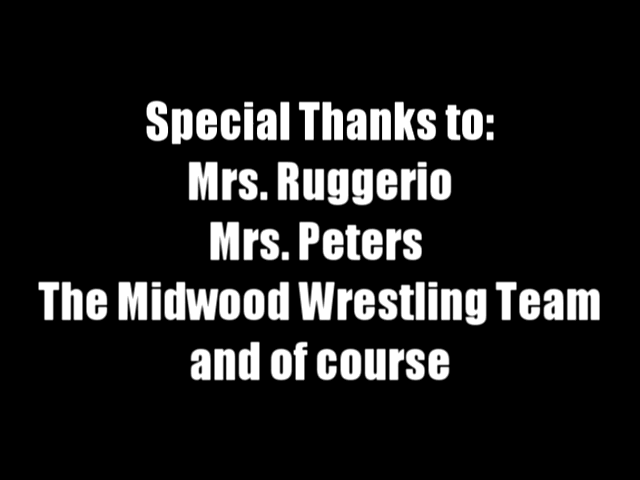 Special Thanks to:
Mrs. Ruggerio
Mrs. Peters
The Midwood Wrestling Team
and of course